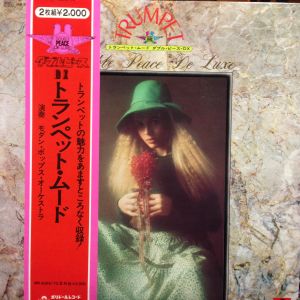 2枚組¥2,000
PEACE
ダブル・ピース
DX
トランペット・ムード
トランペットの魅力をあますところなく収録!
演奏 モダン・ポップス・オーケストラ
ポリドールレコード
TRUMPET
トランペット・ムード ダブル・ピース・DX
Peace De Luxe